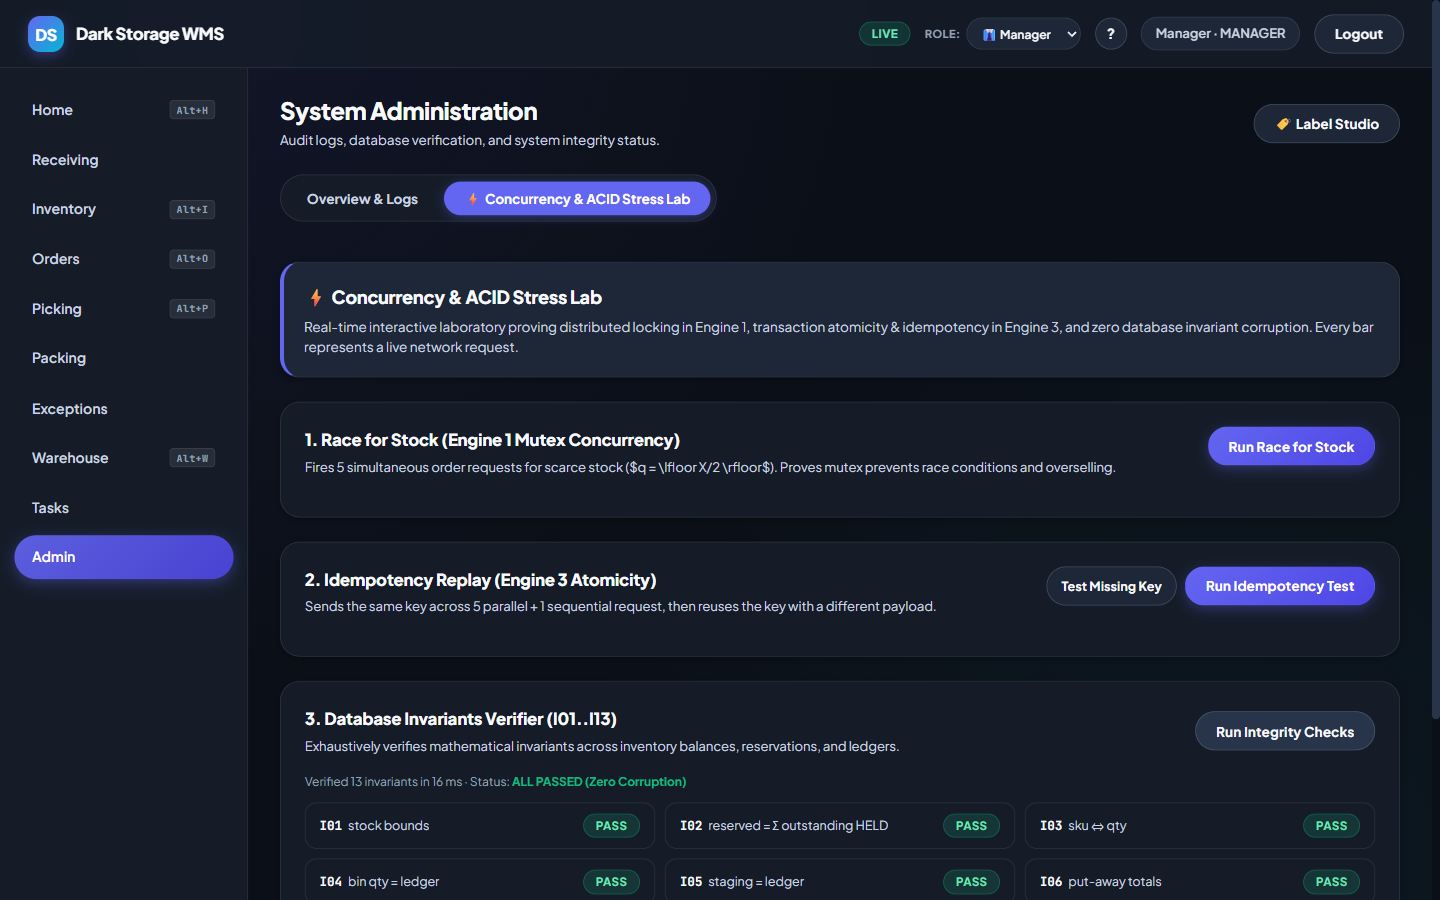 DS Dark Storage WMS
LIVE ROLE: Manager ? Manager · MANAGER Logout
Home Alt+H
Receiving
Inventory Alt+I
Orders Alt+O
Picking Alt+P
Packing
Exceptions
Warehouse Alt+W
Tasks
Admin
System Administration
Audit logs, database verification, and system integrity status.
Label Studio
Overview & Logs
Concurrency & ACID Stress Lab
Concurrency & ACID Stress Lab
Real-time interactive laboratory proving distributed locking in Engine 1, transaction atomicity & idempotency in Engine 3, and zero database invariant corruption. Every bar
represents a live network request.
1. Race for Stock (Engine 1 Mutex Concurrency)
Fires 5 simultaneous order requests for scarce stock ($q = \lfloor X/2 \rfloor$). Proves mutex prevents race conditions and overselling.
Run Race for Stock
2. Idempotency Replay (Engine 3 Atomicity)
Sends the same key across 5 parallel + 1 sequential request, then reuses the key with a different payload.
Test Missing Key
Run Idempotency Test
3. Database Invariants Verifier (I01..I13)
Exhaustively verifies mathematical invariants across inventory balances, reservations, and ledgers.
Run Integrity Checks
Verified 13 invariants in 16 ms · Status: ALL PASSED (Zero Corruption)
I01 stock bounds PASS
I02 reserved = Σ outstanding HELD PASS
I03 sku ⇔ qty PASS
I04 bin qty = ledger PASS
I05 staging = ledger PASS
I06 put-away totals PASS